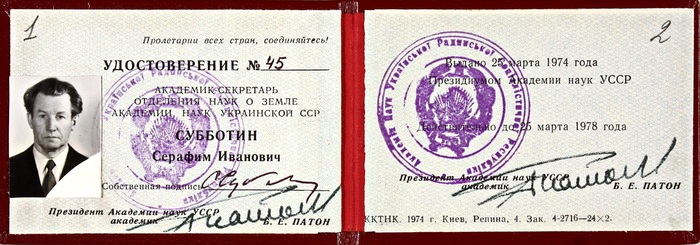 1
Пролетарии всех стран, соединяйтесь!
УДОСТОВЕРЕНИЕ № 45
АКАДЕМИК-СЕКРЕТАРЬ
ОТДЕЛЕНИЯ НАУК О ЗЕМЛЕ
АКАДЕМИИ НАУК УКРАИНСКОЙ ССР
СУББОТИН
Серафим Иванович
Собственная подпись
Президент Академии наук УССР
академик Б. Е. ПАТОН
2
Выдано 25 марта 1974 года
Президиумом Академии наук УССР
Действительно до 25 марта 1978 года
Президент Академии наук УССР
академик Б. Е. ПАТОН
ККТНК. 1974 г. Киев, Репина, 4. Зак. 4-2716—24×2.